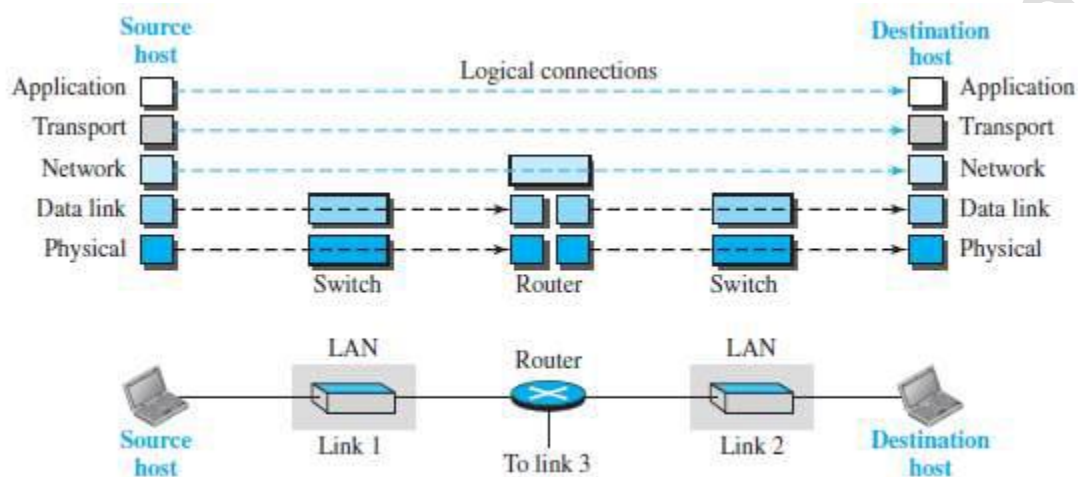 Source
host
Destination
host
Logical connections
Application
Application
Transport
Transport
Network
Network
Data link
Data link
Physical
Physical
Switch
Router
Switch
LAN
Router
LAN
Source
host
Link 1
To link 3
Link 2
Destination
host